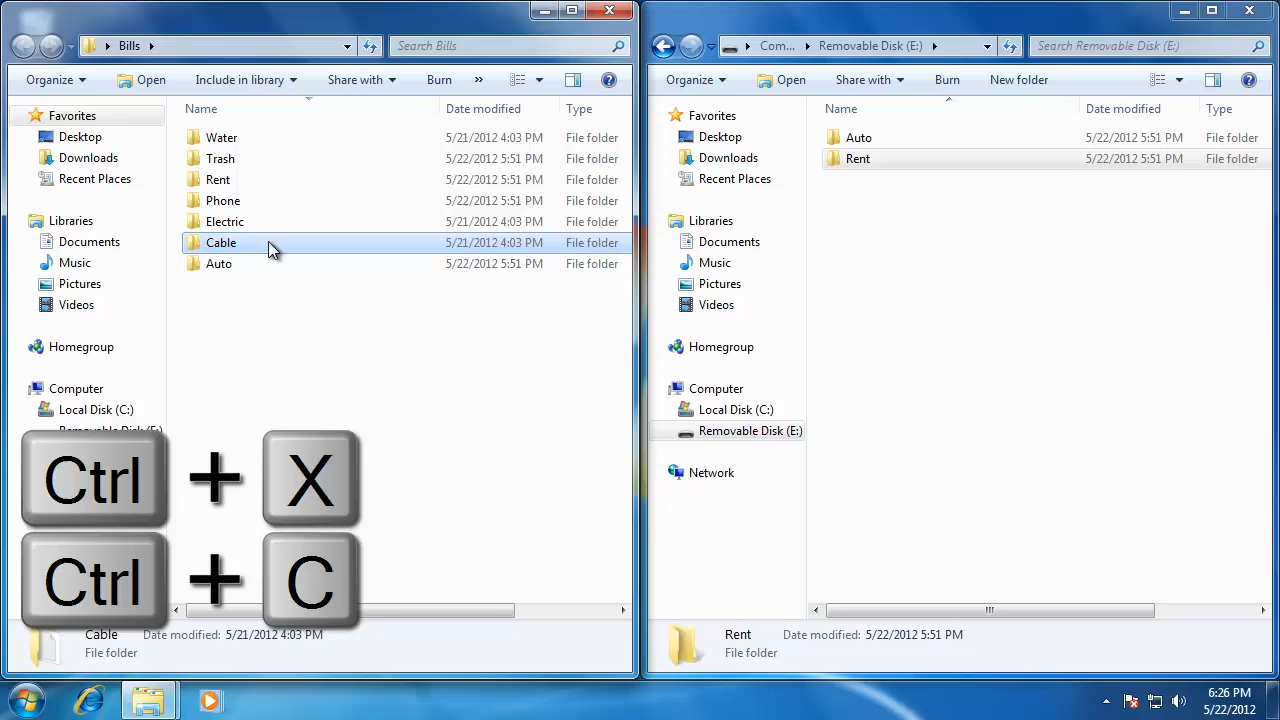 Bills
Search Bills
Organize
Open
Include in library
Share with
Burn
»
Favorites
Desktop
Downloads
Recent Places
Libraries
Documents
Music
Pictures
Videos
Homegroup
Computer
Local Disk (C:)
Removable Disk (E:)
Name Date modified Type
Water 5/21/2012 4:03 PM File folder
Trash 5/22/2012 5:51 PM File folder
Rent 5/22/2012 5:51 PM File folder
Phone 5/22/2012 5:51 PM File folder
Electric 5/21/2012 4:03 PM File folder
Cable 5/21/2012 4:03 PM File folder
Auto 5/22/2012 5:51 PM File folder
Ctrl + X
Ctrl + C
Cable Date modified: 5/21/2012 4:03 PM
File folder
Com... Removable Disk (E:)
Search Removable Disk (E:)
Organize
Open
Share with
Burn
New folder
Favorites
Desktop
Downloads
Recent Places
Libraries
Documents
Music
Pictures
Videos
Homegroup
Computer
Local Disk (C:)
Removable Disk (E:)
Network
Name Date modified Type
Auto 5/22/2012 5:51 PM File folder
Rent 5/22/2012 5:51 PM File folder
Rent Date modified: 5/22/2012 5:51 PM
File folder
6:26 PM
5/22/2012